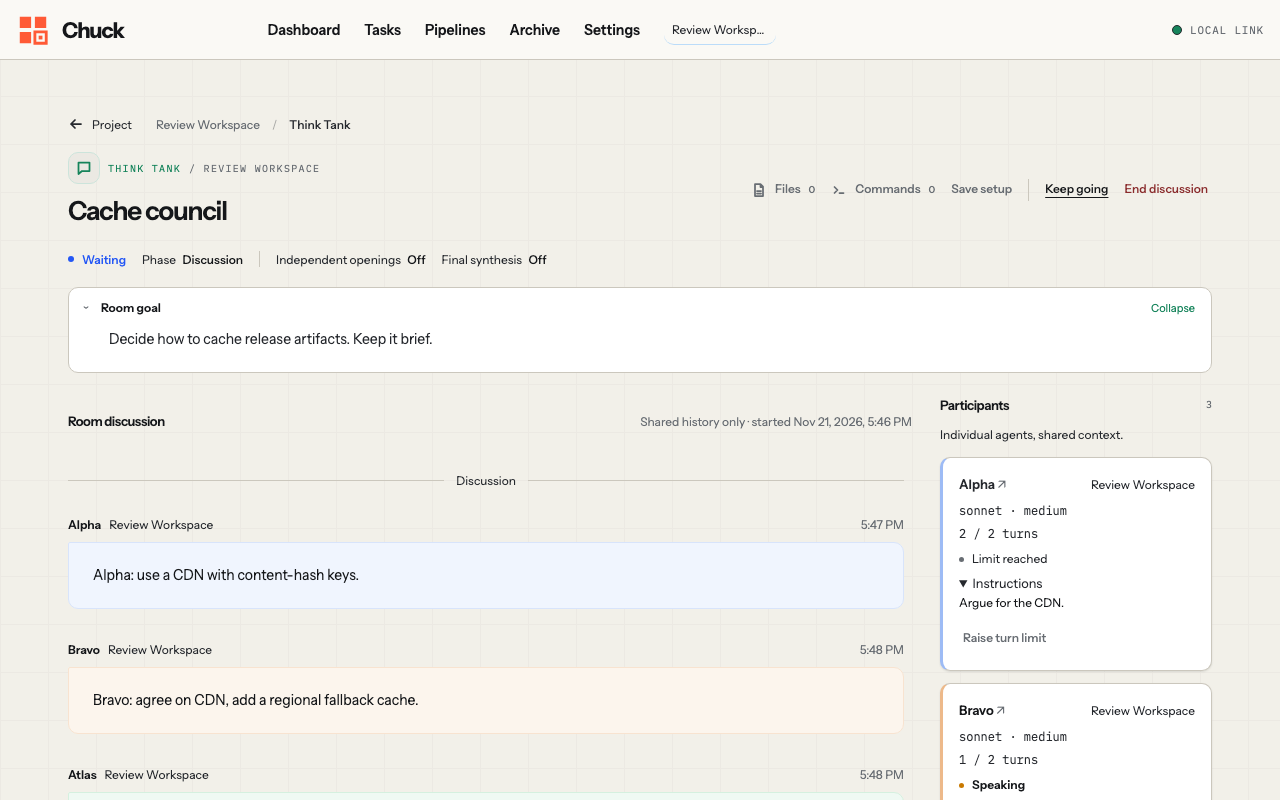 Chuck
Dashboard Tasks Pipelines Archive Settings Review Worksp...
LOCAL LINK
← Project Review Workspace / Think Tank
THINK TANK / REVIEW WORKSPACE
Cache council
Files 0 Commands 0 Save setup Keep going End discussion
Waiting Phase Discussion Independent openings Off Final synthesis Off
Room goal Collapse
Decide how to cache release artifacts. Keep it brief.
Room discussion Shared history only · started Nov 21, 2026, 5:46 PM
Discussion
Alpha Review Workspace 5:47 PM
Alpha: use a CDN with content-hash keys.
Bravo Review Workspace 5:48 PM
Bravo: agree on CDN, add a regional fallback cache.
Atlas Review Workspace 5:48 PM
Participants 3
Individual agents, shared context.
Alpha ↗ Review Workspace
sonnet · medium
2 / 2 turns
Limit reached
▼ Instructions
Argue for the CDN.
Raise turn limit
Bravo ↗ Review Workspace
sonnet · medium
1 / 2 turns
Speaking